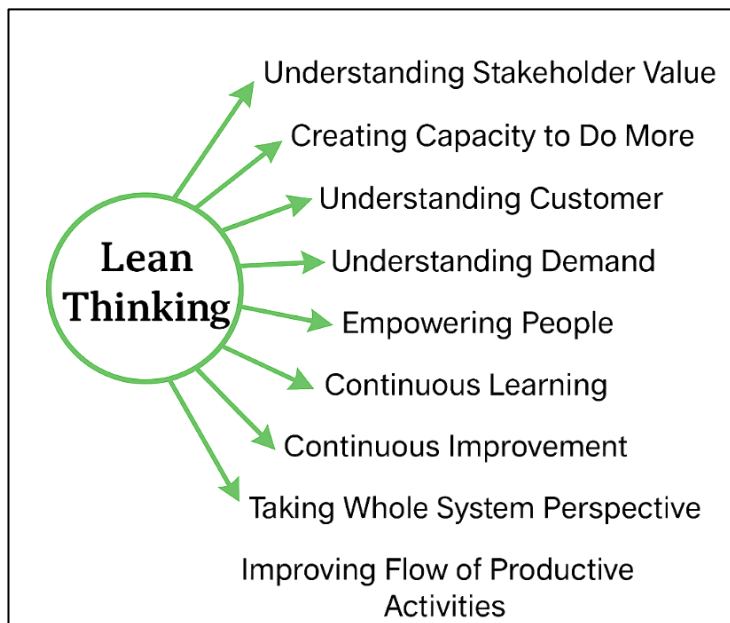 Understanding Stakeholder Value
Creating Capacity to Do More
Understanding Customer
Lean
Thinking
Understanding Demand
Empowering People
Continuous Learning
Continuous Improvement
Taking Whole System Perspective
Improving Flow of Productive
Activities